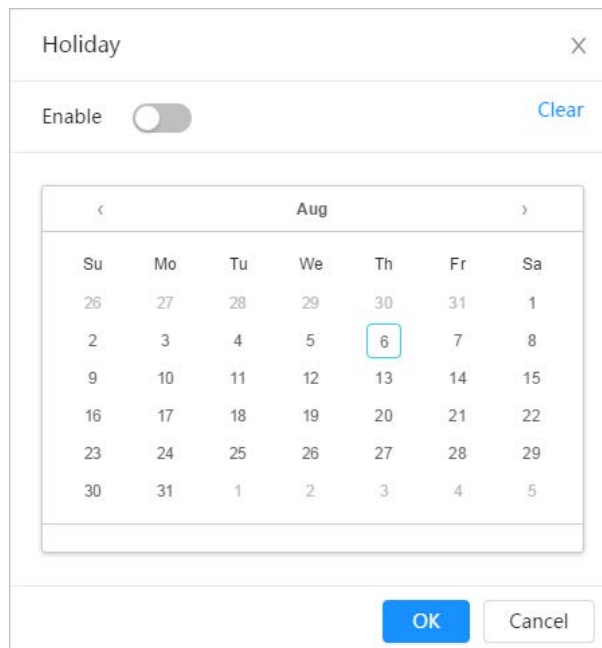 Holiday
Enable Clear
Aug
Su Mo Tu We Th Fr Sa
26 27 28 29 30 31 1
2 3 4 5 6 7 8
9 10 11 12 13 14 15
16 17 18 19 20 21 22
23 24 25 26 27 28 29
30 31 1 2 3 4 5
OK Cancel